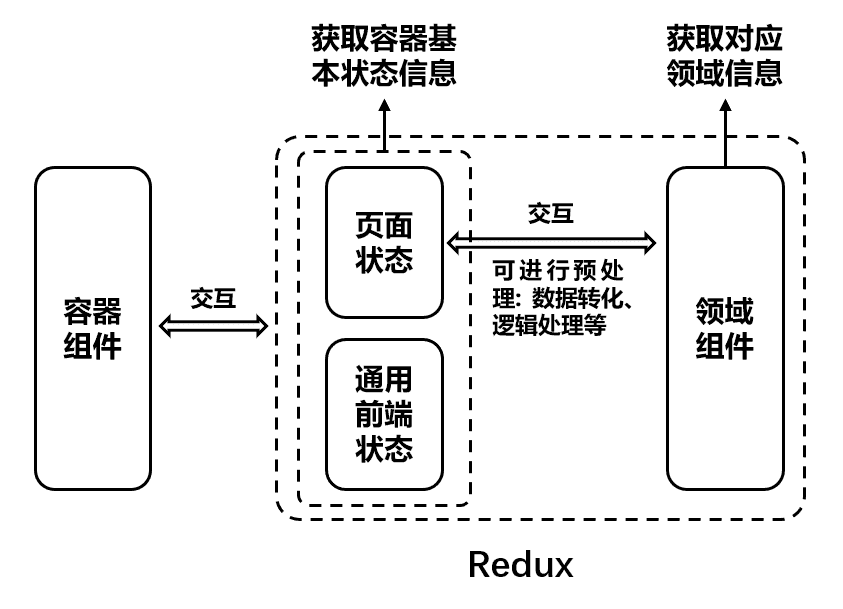 获取容器基
本状态信息
获取对应
领域信息
容器
组件
交互
页面
状态
通用
前端
状态
交互
可进行预处
理：数据转化、
逻辑处理等
领域
组件
Redux